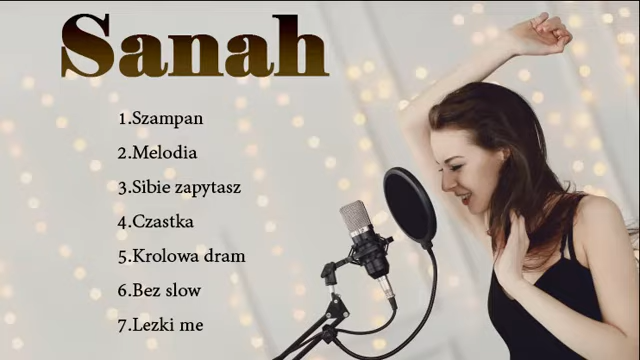 Sanah
1.Szampan
2.Melodia
3.Sibie zapytasz
4.Czastka
5.Krolowa dram
6.Bez slow
7.Lezki me